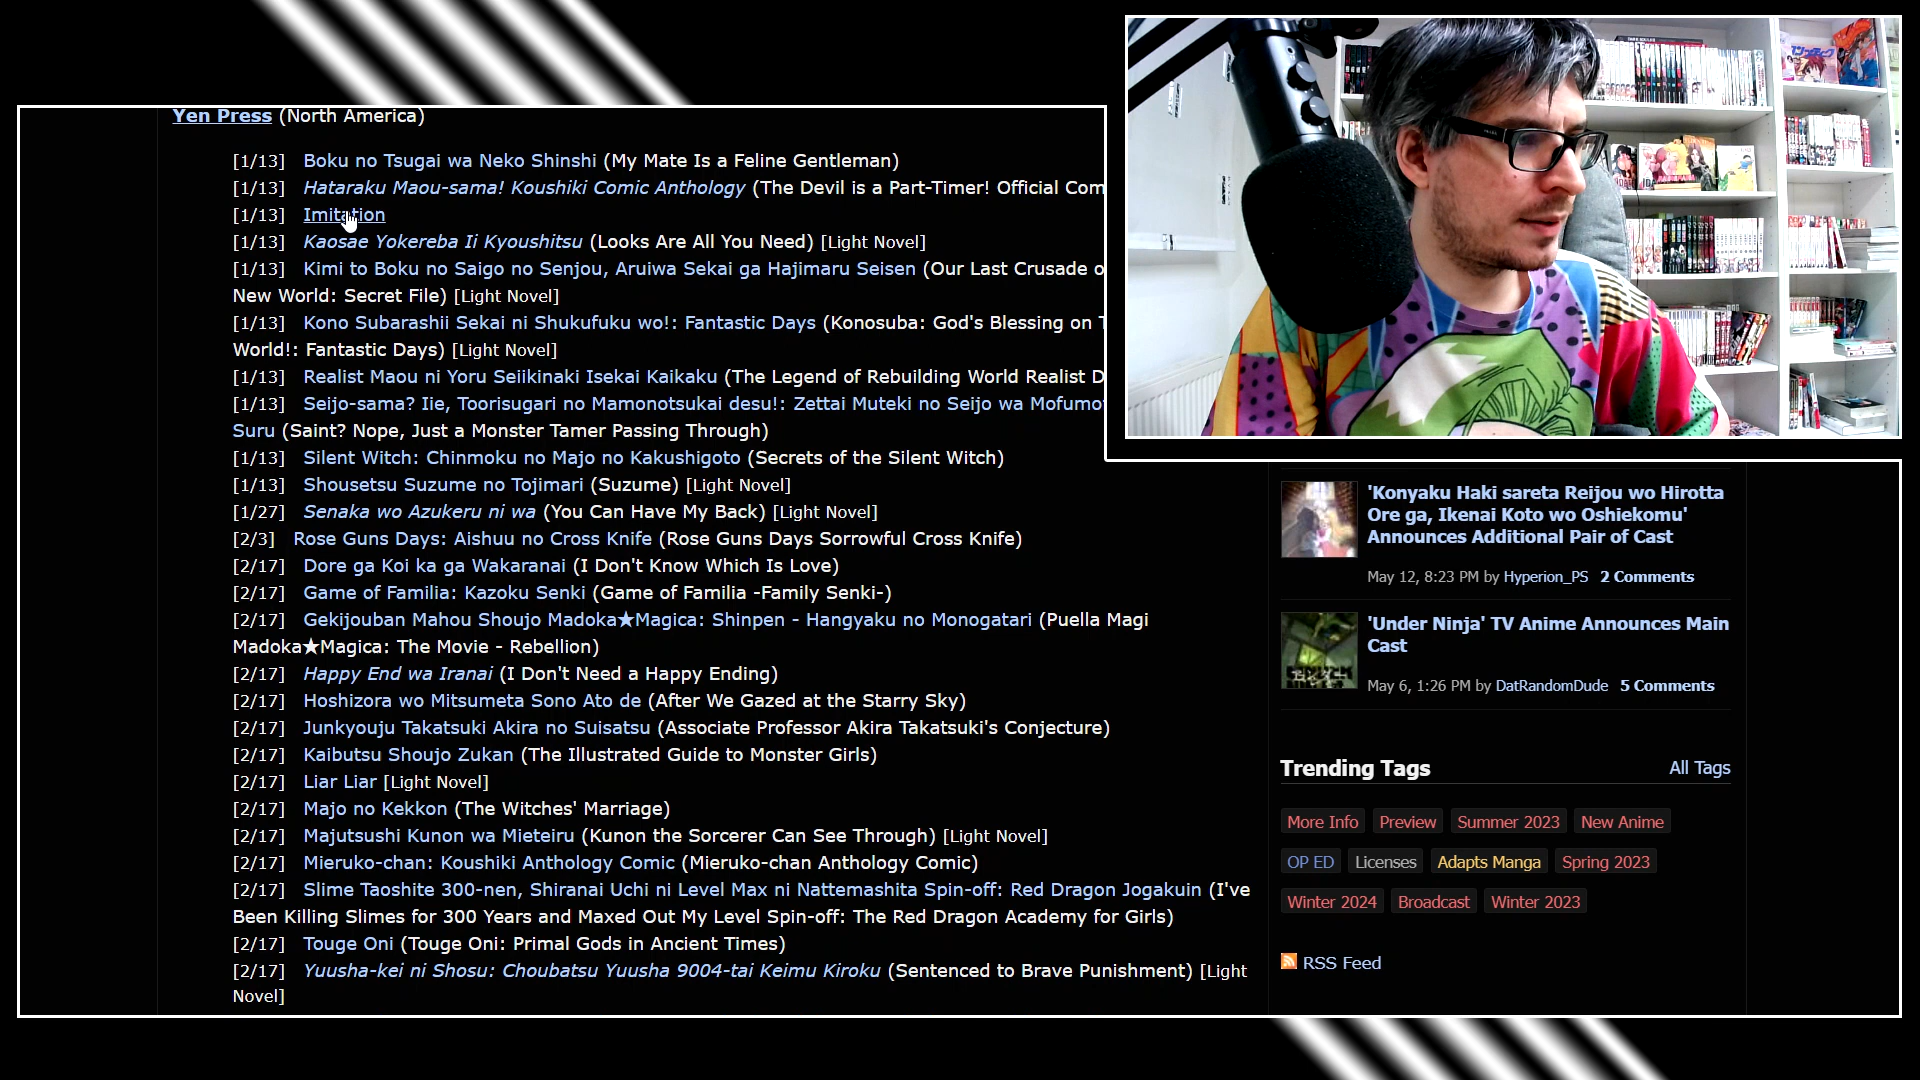 Yen Press (North America)
[1/13] Boku no Tsugai wa Neko Shinshi (My Mate Is a Feline Gentleman)
[1/13] Hataraku Maou-sama! Koushiki Comic Anthology (The Devil is a Part-Timer! Official Com
[1/13] Imitation
[1/13] Kaosae Yokereba Ii Kyoushitsu (Looks Are All You Need) [Light Novel]
[1/13] Kimi to Boku no Saigo no Senjou, Aruiwa Sekai ga Hajimaru Seisen (Our Last Crusade o
New World: Secret File) [Light Novel]
[1/13] Kono Subarashii Sekai ni Shukufuku wo!: Fantastic Days (Konosuba: God's Blessing on T
World!: Fantastic Days) [Light Novel]
[1/13] Realist Maou ni Yoru Seiikinaki Isekai Kaikaku (The Legend of Rebuilding World Realist D
[1/13] Seijo-sama? Iie, Toorisugari no Mamonotsukai desu!: Zettai Muteki no Seijo wa Mofumo
Suru (Saint? Nope, Just a Monster Tamer Passing Through)
[1/13] Silent Witch: Chinmoku no Majo no Kakushigoto (Secrets of the Silent Witch)
[1/13] Shousetsu Suzume no Tojimari (Suzume) [Light Novel]
[1/27] Senaka wo Azukeru ni wa (You Can Have My Back) [Light Novel]
[2/3] Rose Guns Days: Aishuu no Cross Knife (Rose Guns Days Sorrowful Cross Knife)
[2/17] Dore ga Koi ka ga Wakaranai (I Don't Know Which Is Love)
[2/17] Game of Familia: Kazoku Senki (Game of Familia -Family Senki-)
[2/17] Gekijouban Mahou Shoujo Madoka★Magica: Shinpen - Hangyaku no Monogatari (Puella Magi
Madoka★Magica: The Movie - Rebellion)
[2/17] Happy End wa Iranai (I Don't Need a Happy Ending)
[2/17] Hoshizora wo Mitsumeta Sono Ato de (After We Gazed at the Starry Sky)
[2/17] Junkyouju Takatsuki Akira no Suisatsu (Associate Professor Akira Takatsuki's Conjecture)
[2/17] Kaibutsu Shoujo Zukan (The Illustrated Guide to Monster Girls)
[2/17] Liar Liar [Light Novel]
[2/17] Majo no Kekkon (The Witches' Marriage)
[2/17] Majutsushi Kunon wa Mieteiru (Kunon the Sorcerer Can See Through) [Light Novel]
[2/17] Mieruko-chan: Koushiki Anthology Comic (Mieruko-chan Anthology Comic)
[2/17] Slime Taoshite 300-nen, Shiranai Uchi ni Level Max ni Nattemashita Spin-off: Red Dragon Jogakuin (I've
Been Killing Slimes for 300 Years and Maxed Out My Level Spin-off: The Red Dragon Academy for Girls)
[2/17] Touge Oni (Touge Oni: Primal Gods in Ancient Times)
[2/17] Yuusha-kei ni Shosu: Choubatsu Yuusha 9004-tai Keimu Kiroku (Sentenced to Brave Punishment) [Light
Novel]
'Konyaku Haki sareta Reijou wo Hirotta
Ore ga, Ikenai Koto wo Oshiekomu'
Announces Additional Pair of Cast
May 12, 8:23 PM by Hyperion_PS 2 Comments
'Under Ninja' TV Anime Announces Main
Cast
May 6, 1:26 PM by DatRandomDude 5 Comments
Trending Tags All Tags
More Info Preview Summer 2023 New Anime
OP ED Licenses Adapts Manga Spring 2023
Winter 2024 Broadcast Winter 2023
RSS Feed